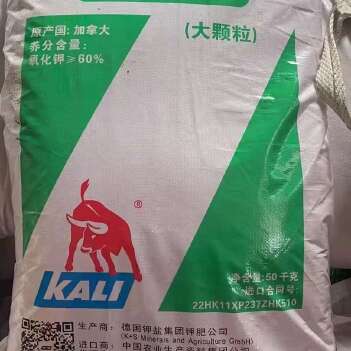 原产国: 加拿大
(大颗粒)
养分含量:
氧化钾≥60%
®
KALI
净含量:50千克
进口合同号:
22HK11XP237ZHK510
生产商: 德国钾盐集团钾肥公司
(K+S Minerals and Agriculture GmbH)
进口商: 中国农业生产资料集团公司